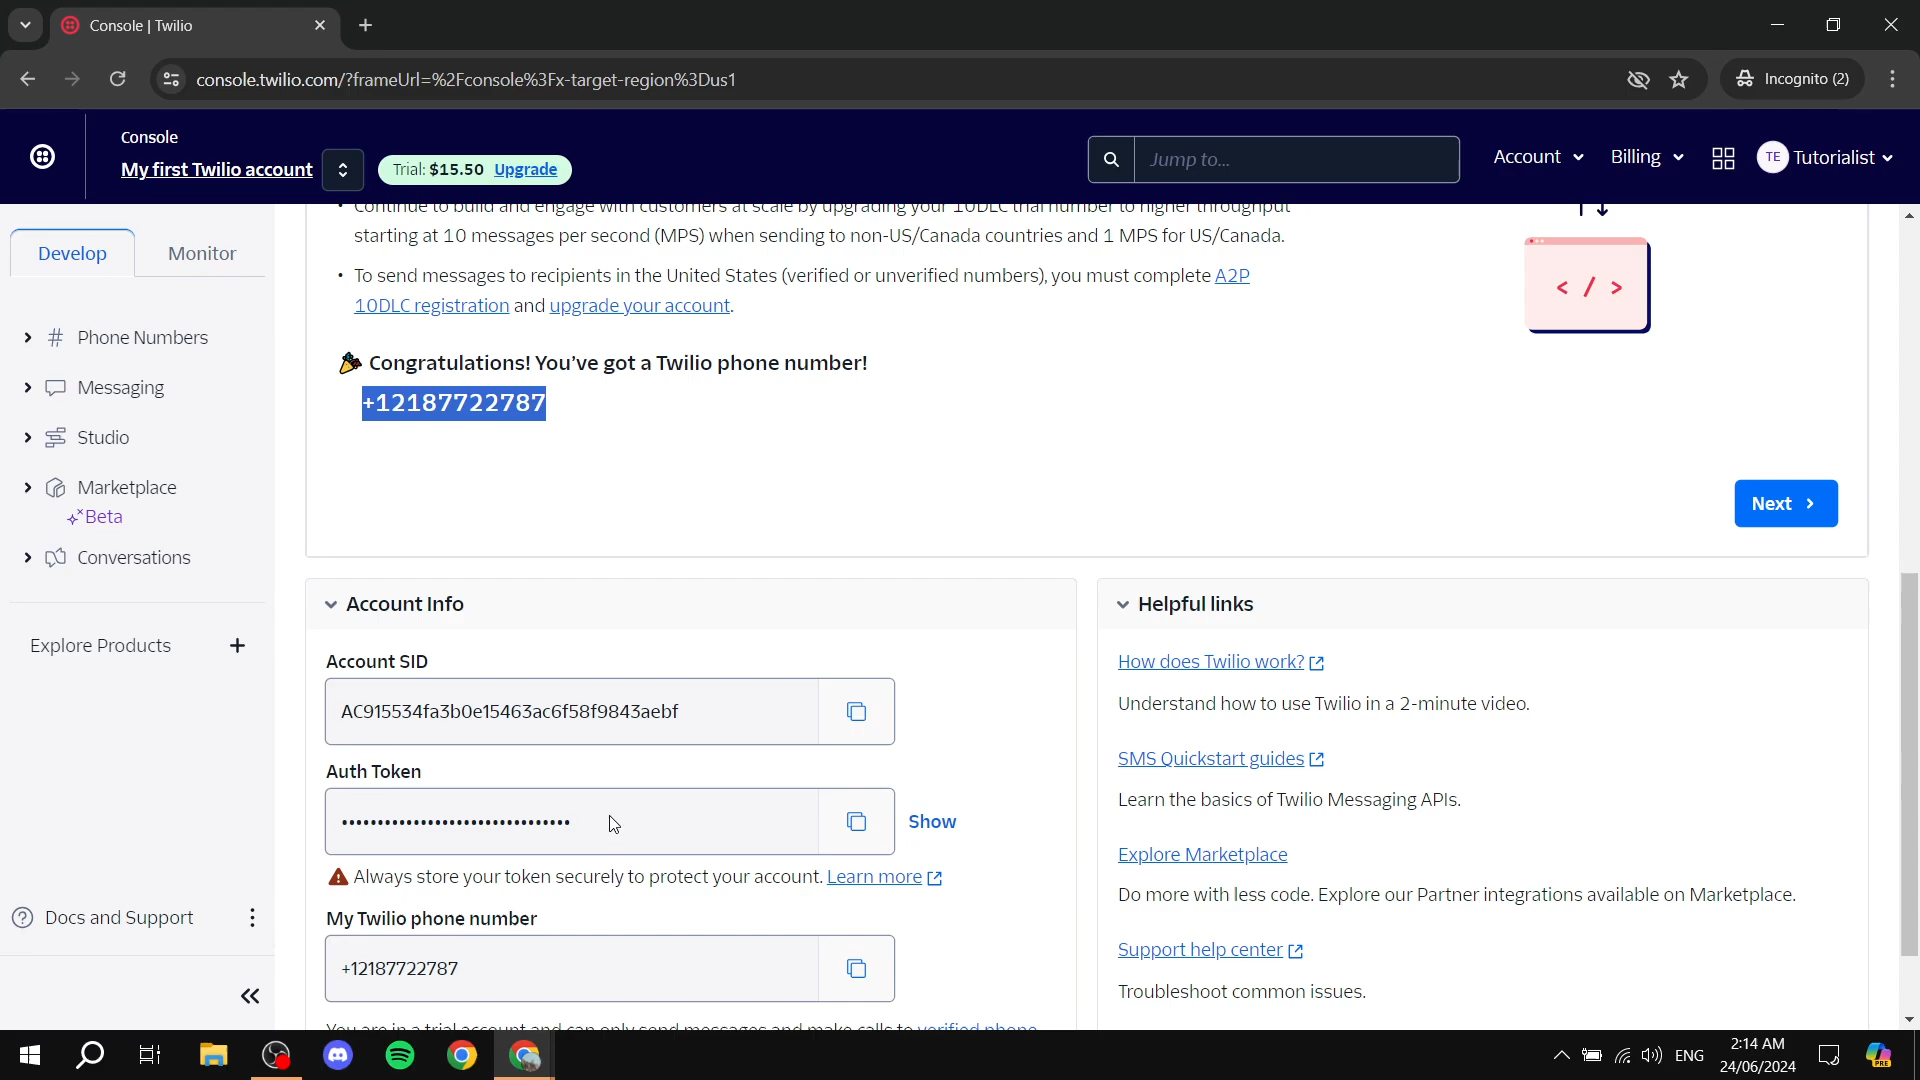 Console | Twilio
console.twilio.com/?frameUrl=%2Fconsole%3Fx-target-region%3Dus1
Incognito (2)
Console
My first Twilio account
Trial: $15.50 Upgrade
Jump to...
Account
Billing
TE
Tutorialist
Develop
Monitor
# Phone Numbers
Messaging
Studio
Marketplace
Beta
Conversations
Explore Products +
Docs and Support
• Continue to build and engage with customers at scale by upgrading your 10DLC trial number to higher throughput
starting at 10 messages per second (MPS) when sending to non-US/Canada countries and 1 MPS for US/Canada.
• To send messages to recipients in the United States (verified or unverified numbers), you must complete A2P
10DLC registration and upgrade your account.
< / >
Congratulations! You’ve got a Twilio phone number!
+12187722787
Next
Account Info
Account SID
AC915534fa3b0e15463ac6f58f9843aebf
Auth Token
••••••••••••••••••••••••••••••••
Show
Always store your token securely to protect your account. Learn more
My Twilio phone number
+12187722787
You are in a trial account and can only send messages and make calls to verified phone
Helpful links
How does Twilio work?
Understand how to use Twilio in a 2-minute video.
SMS Quickstart guides
Learn the basics of Twilio Messaging APIs.
Explore Marketplace
Do more with less code. Explore our Partner integrations available on Marketplace.
Support help center
Troubleshoot common issues.
ENG
2:14 AM
24/06/2024
PRE